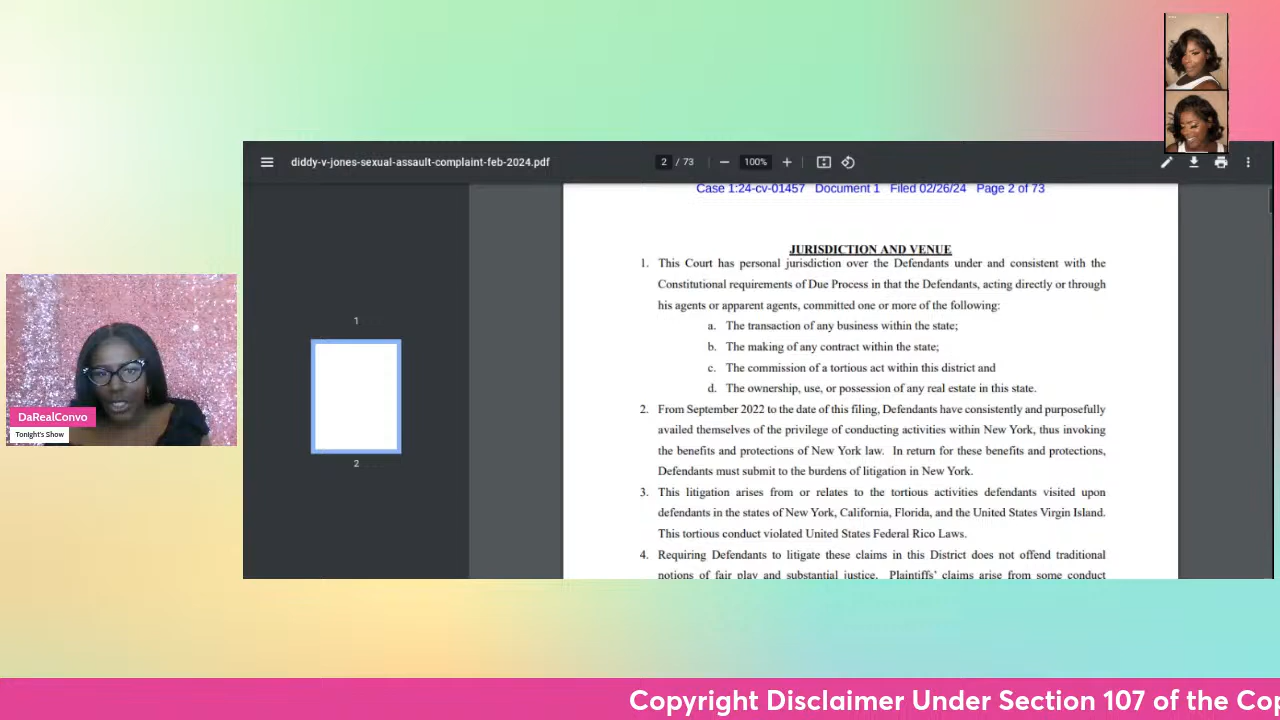 diddy-v-jones-sexual-assault-complaint-feb-2024.pdf
2 / 73
100%
Case 1:24-cv-01457 Document 1 Filed 02/26/24 Page 2 of 73
JURISDICTION AND VENUE
1. This Court has personal jurisdiction over the Defendants under and consistent with the
Constitutional requirements of Due Process in that the Defendants, acting directly or through
his agents or apparent agents, committed one or more of the following:
a. The transaction of any business within the state;
b. The making of any contract within the state;
c. The commission of a tortious act within this district and
d. The ownership, use, or possession of any real estate in this state.
2. From September 2022 to the date of this filing, Defendants have consistently and purposefully
availed themselves of the privilege of conducting activities within New York, thus invoking
the benefits and protections of New York law. In return for these benefits and protections,
Defendants must submit to the burdens of litigation in New York.
3. This litigation arises from or relates to the tortious activities defendants visited upon
defendants in the states of New York, California, Florida, and the United States Virgin Island.
This tortious conduct violated United States Federal Rico Laws.
4. Requiring Defendants to litigate these claims in this District does not offend traditional
notions of fair play and substantial justice. Plaintiffs' claims arise from some conduct
1
2
DaRealConvo
Tonight's Show
Copyright Disclaimer Under Section 107 of the Cop